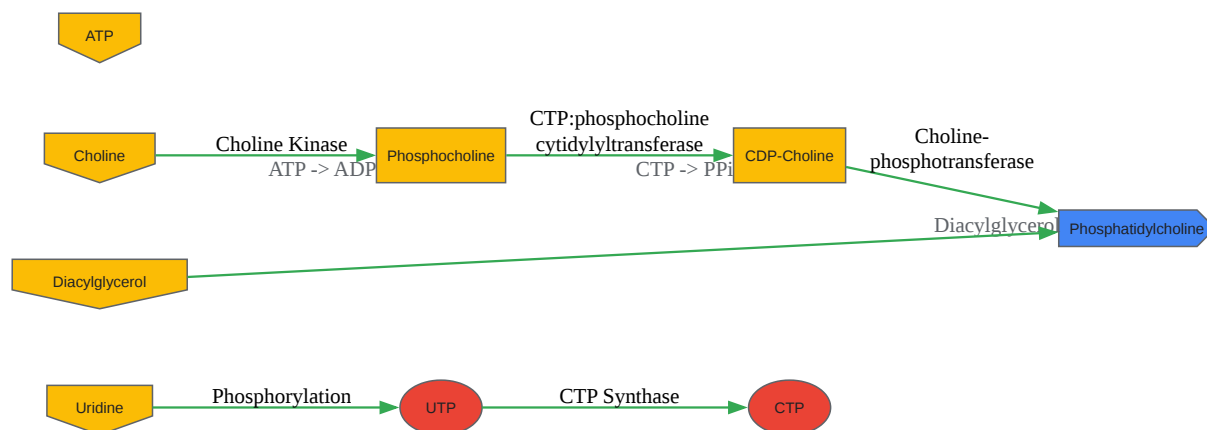 ATP
Choline
Choline Kinase
ATP -> ADP
Phosphocholine
CTP:phosphocholine
cytidylyltransferase
CTP -> PPi
CDP-Choline
Choline-
phosphotransferase
Diacylglycerol
Phosphatidylcholine
Diacylglycerol
Uridine
Phosphorylation
UTP
CTP Synthase
CTP